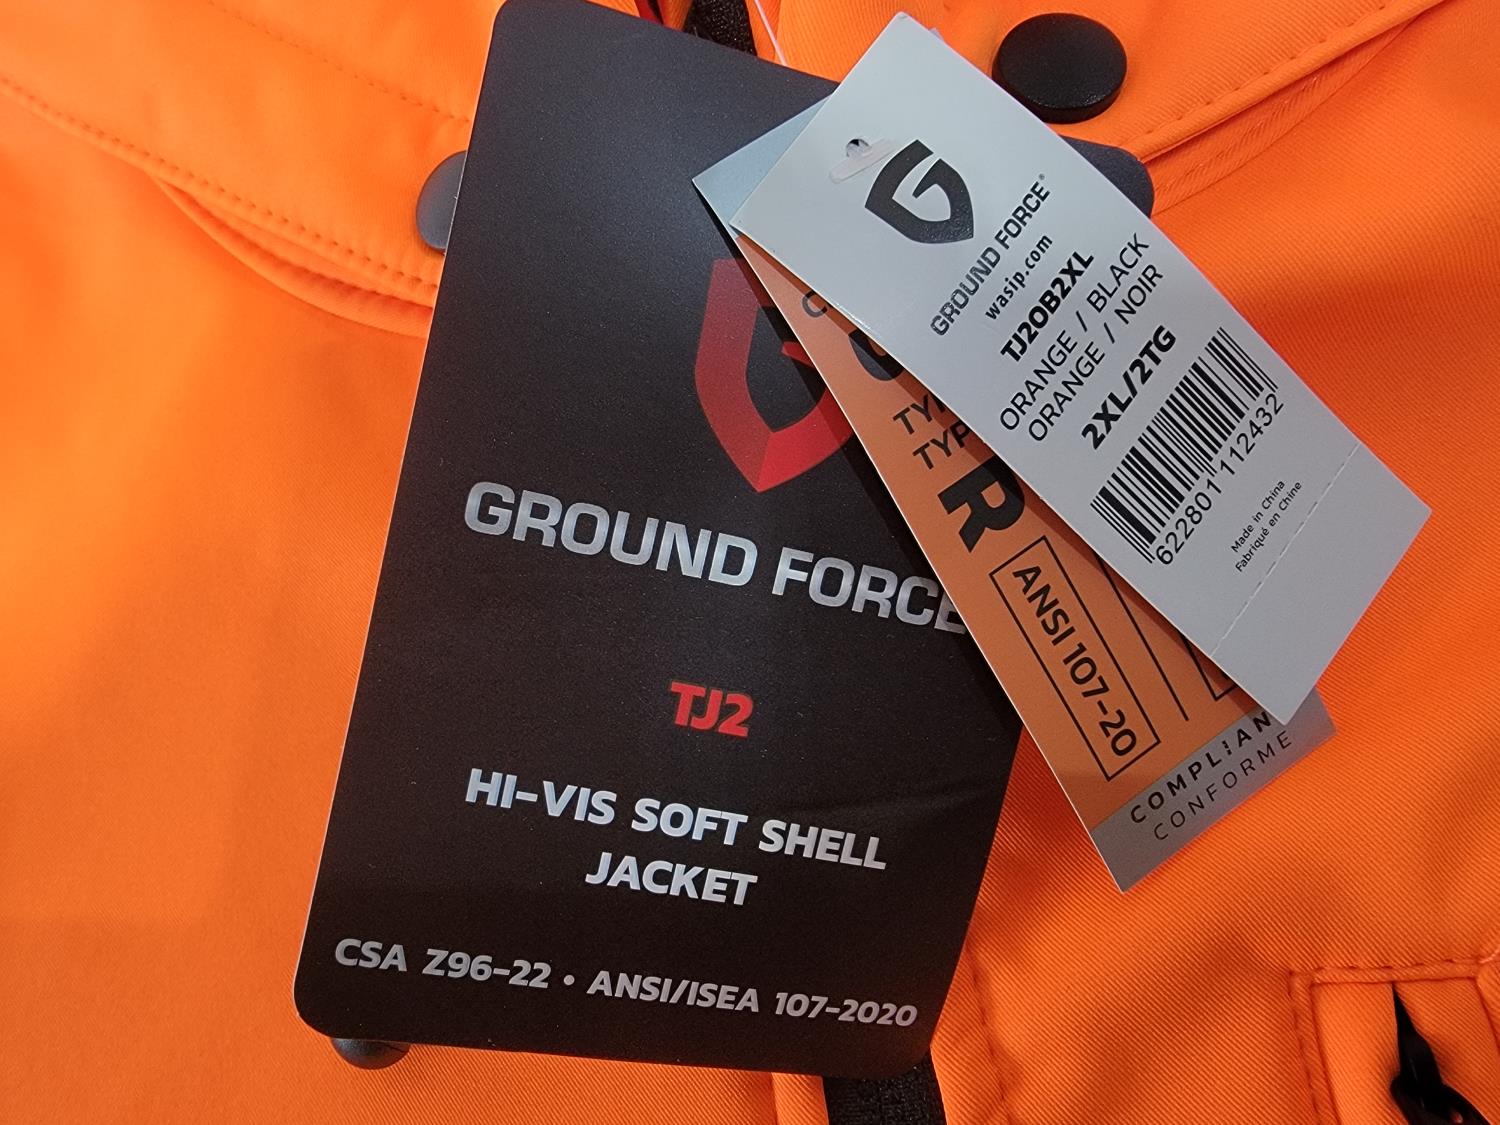 GROUND FORCE
TJ2
HI-VIS SOFT SHELL
JACKET
CSA Z96-22 • ANSI/ISEA 107-2020
G
GROUND FORCE®
wasip.com
TJ2OB2XL
ORANGE / BLACK
ORANGE / NOIR
2XL/2TG
622801112432
Made in China
Fabriqué en Chine
R
ANSI 107-20
CONFORME